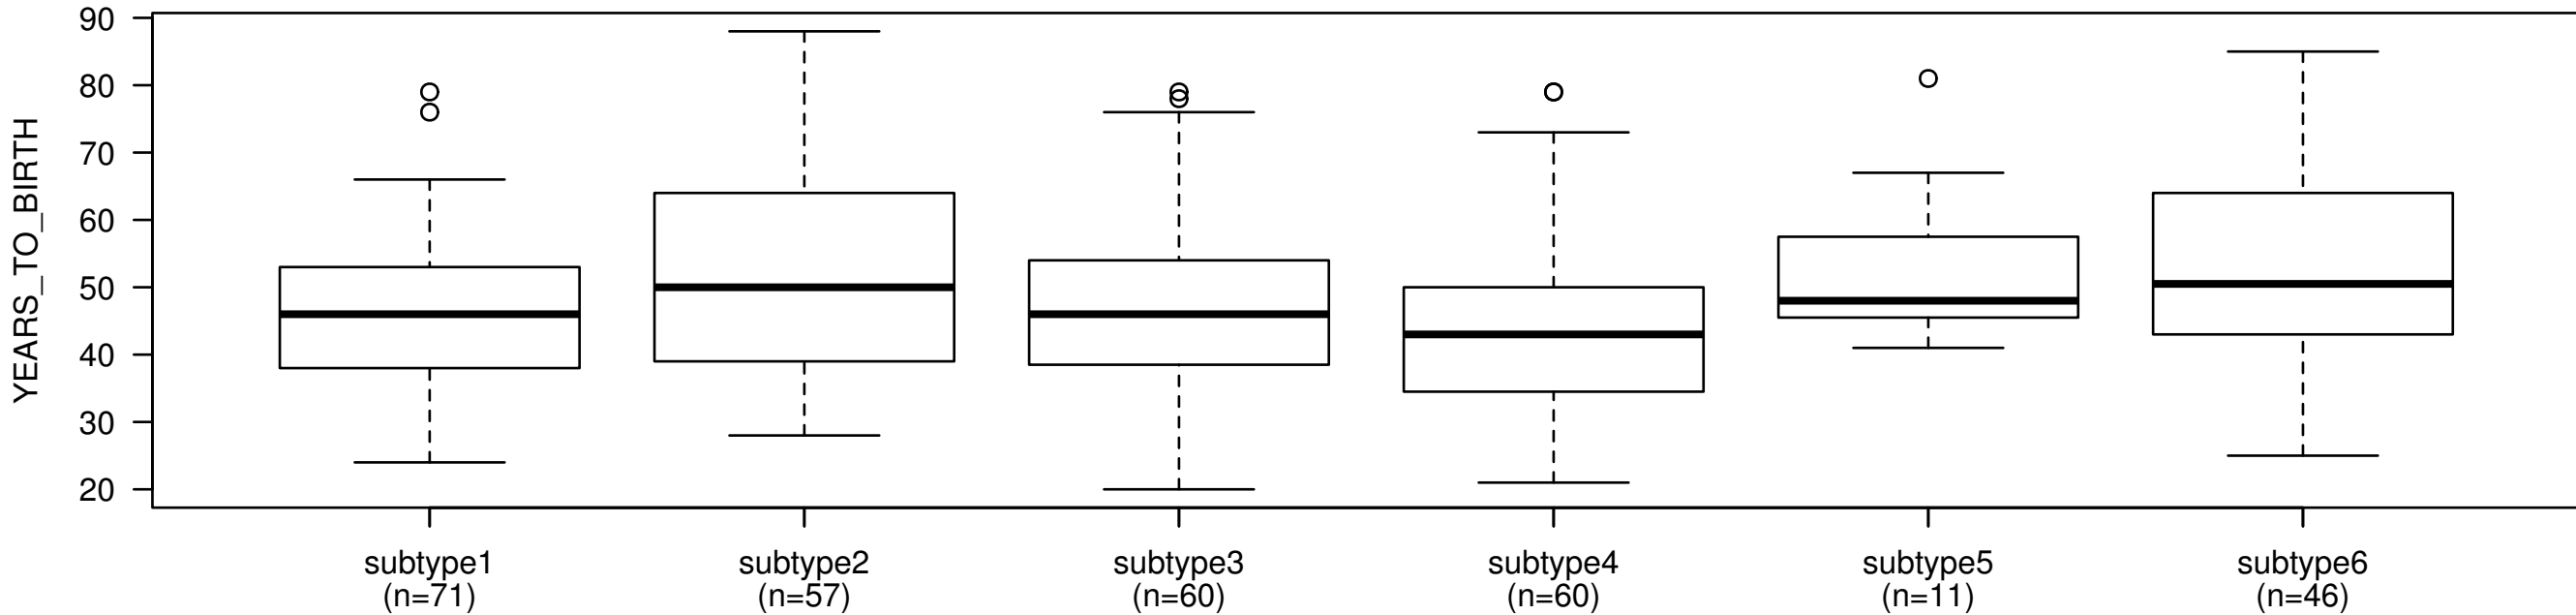 YEARS_TO_BIRTH
90
80
70
60
50
40
30
20
subtype1 subtype2 subtype3 subtype4 subtype5 subtype6
(n=71) (n=57) (n=60) (n=60) (n=11) (n=46)